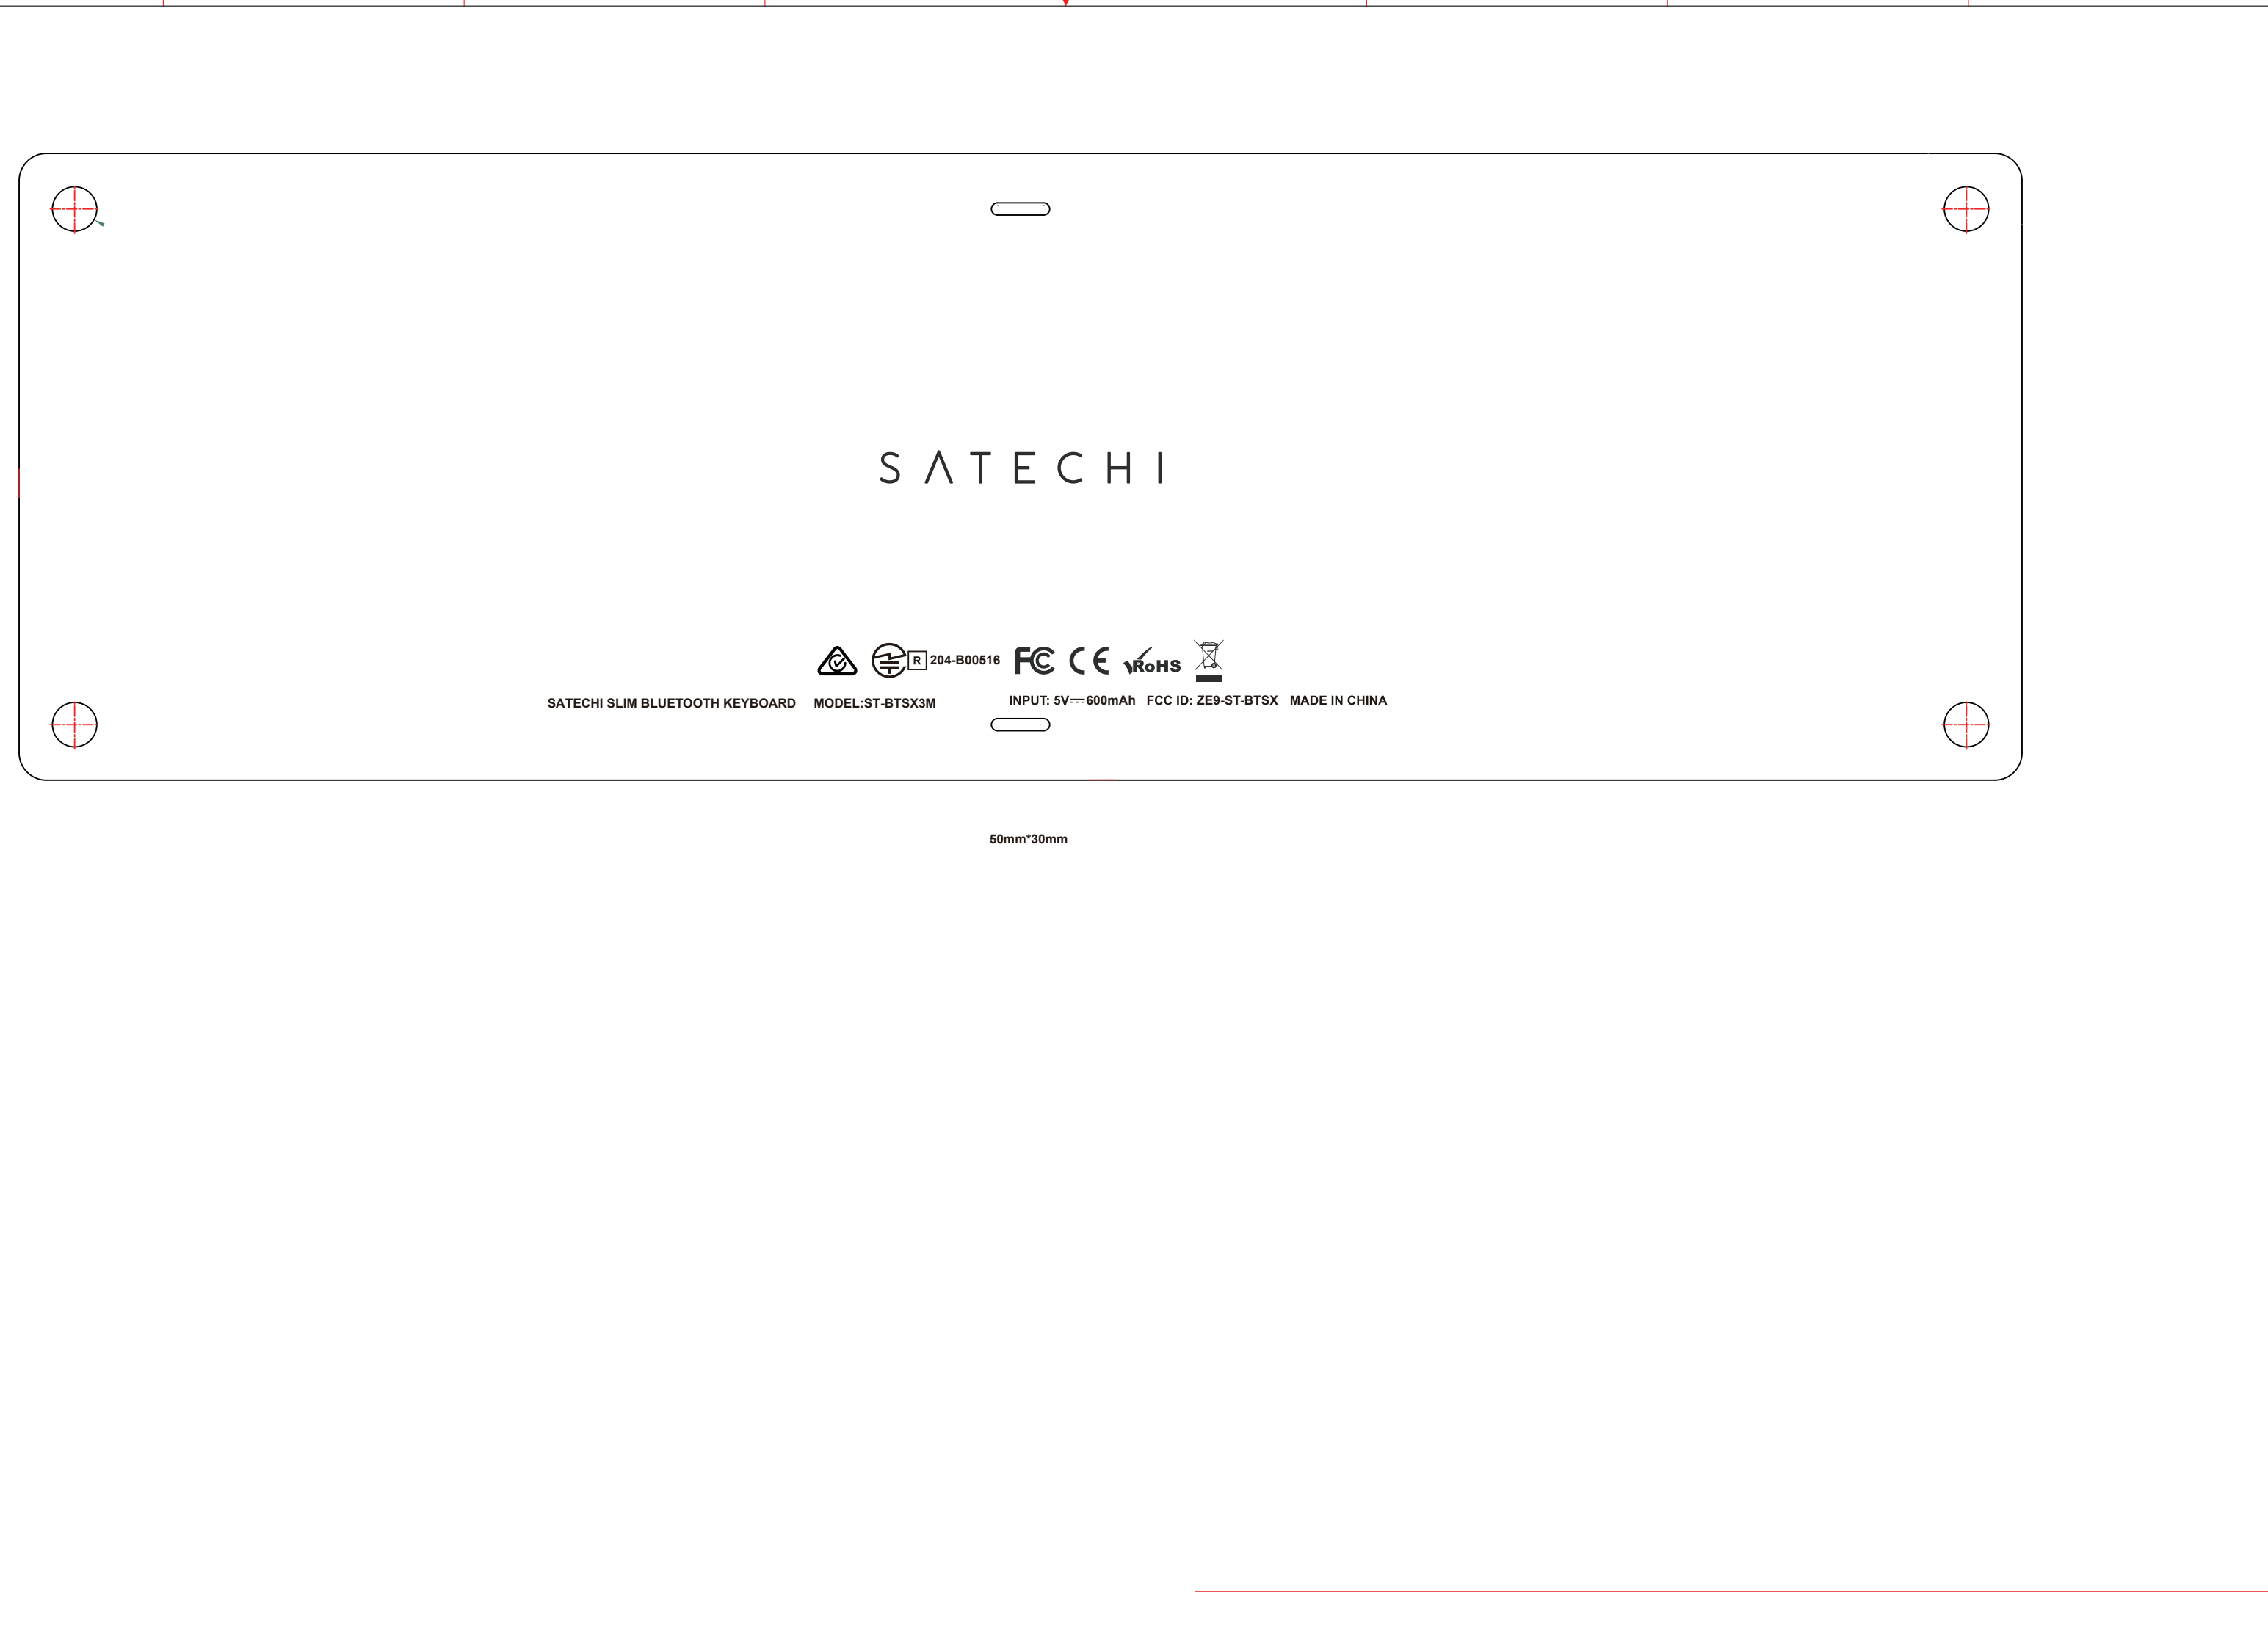 SATECHI
R 204-B00516 FC CE RoHS
SATECHI SLIM BLUETOOTH KEYBOARD MODEL:ST-BTSX3M INPUT: 5V⎓600mAh FCC ID: ZE9-ST-BTSX MADE IN CHINA
50mm*30mm